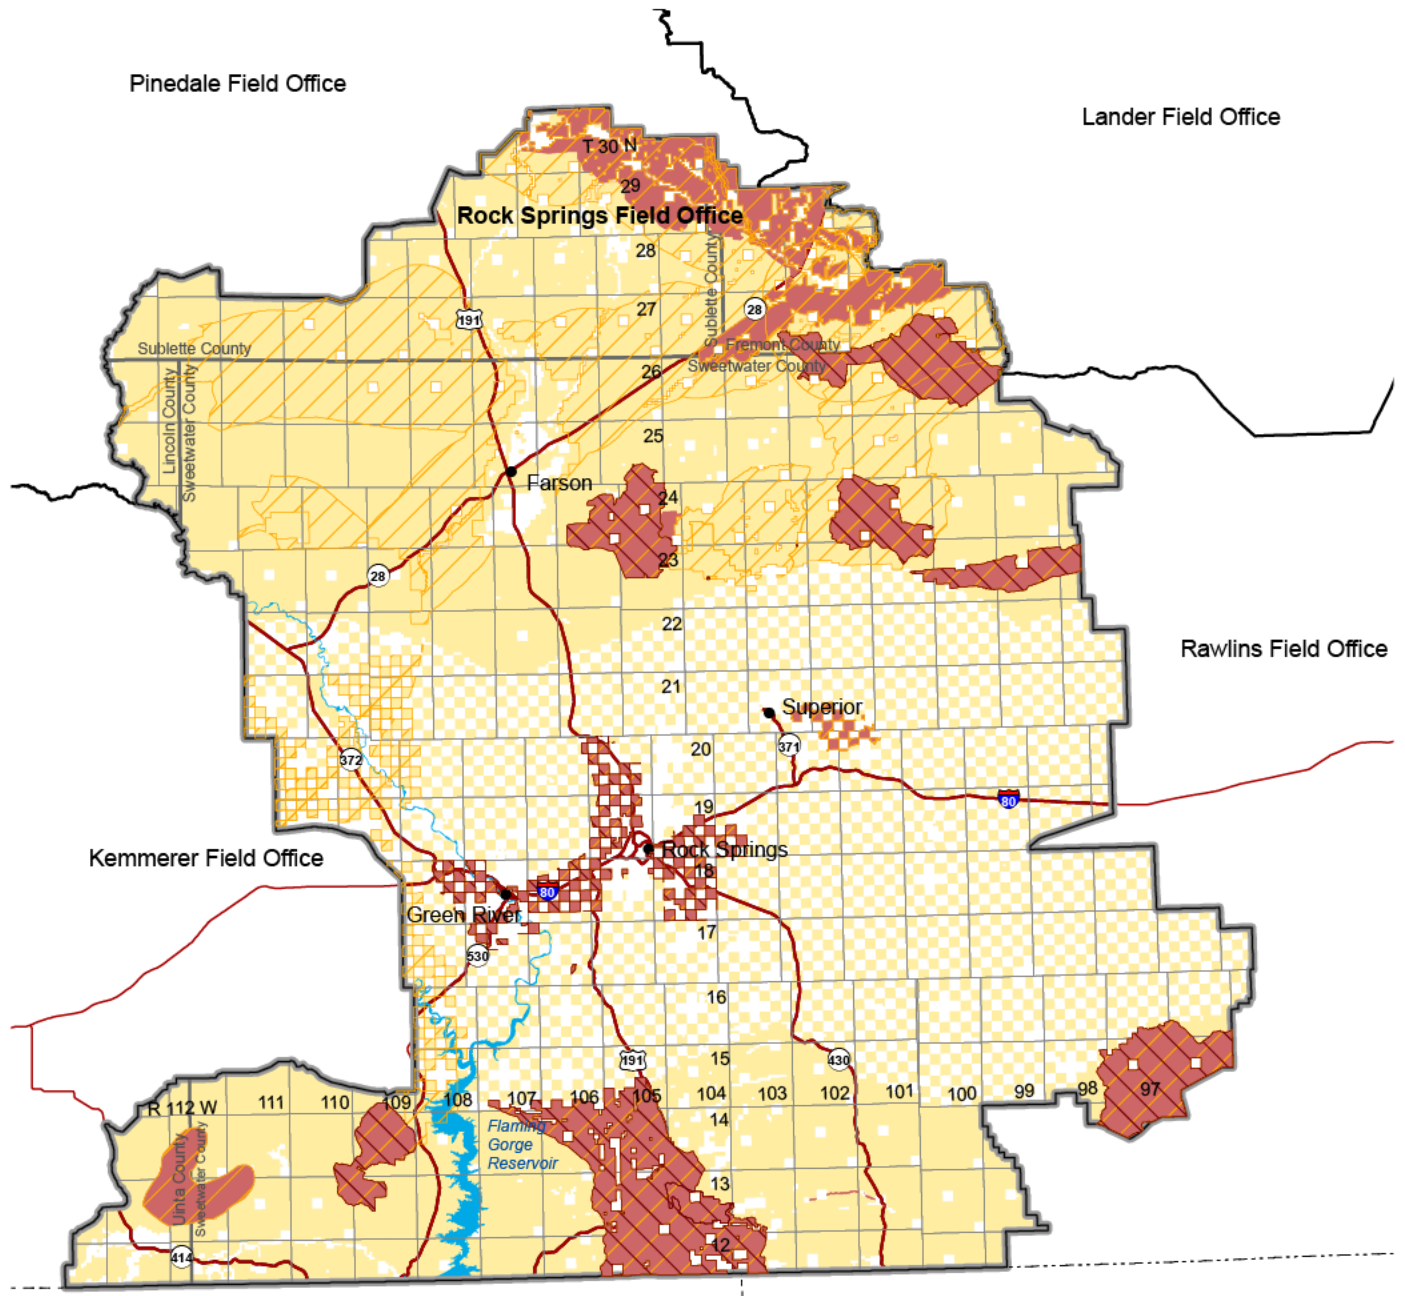 Pinedale Field Office
Lander Field Office
T 30 N
29
Rock Springs Field Office
28
Sublette County
27
28
191
Sublette County
Fremont County
Sweetwater County
26
Lincoln County
Sweetwater County
25
Farson
24
23
28
22
Rawlins Field Office
21
Superior
20
371
372
19
80
Kemmerer Field Office
Rock Springs
18
80
Green River
17
530
16
191
15
430
R 112 W
111
110
109
108
107
106
105
104
103
102
101
100
99
98
97
14
Flaming
Gorge
Reservoir
Uinta County
Sweetwater County
13
12
414